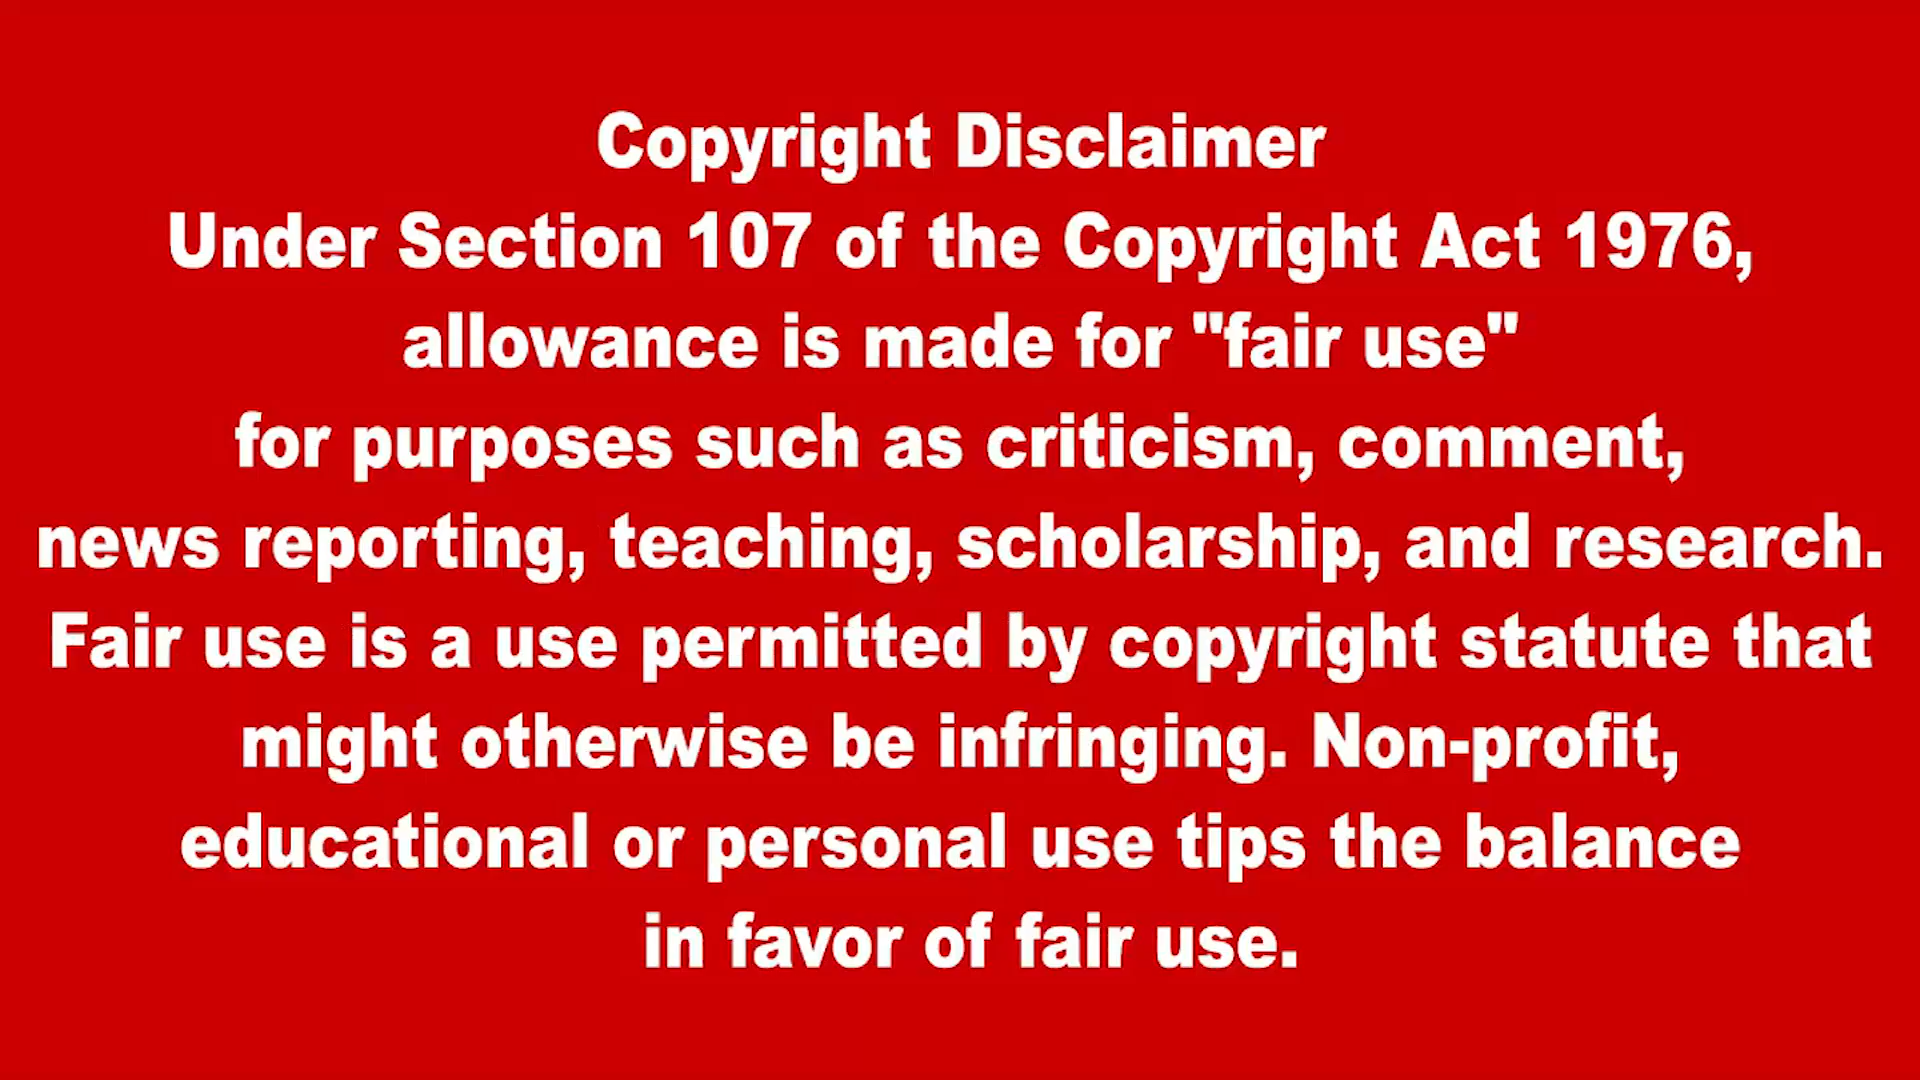 Copyright Disclaimer
Under Section 107 of the Copyright Act 1976,
allowance is made for "fair use"
for purposes such as criticism, comment,
news reporting, teaching, scholarship, and research.
Fair use is a use permitted by copyright statute that
might otherwise be infringing. Non-profit,
educational or personal use tips the balance
in favor of fair use.